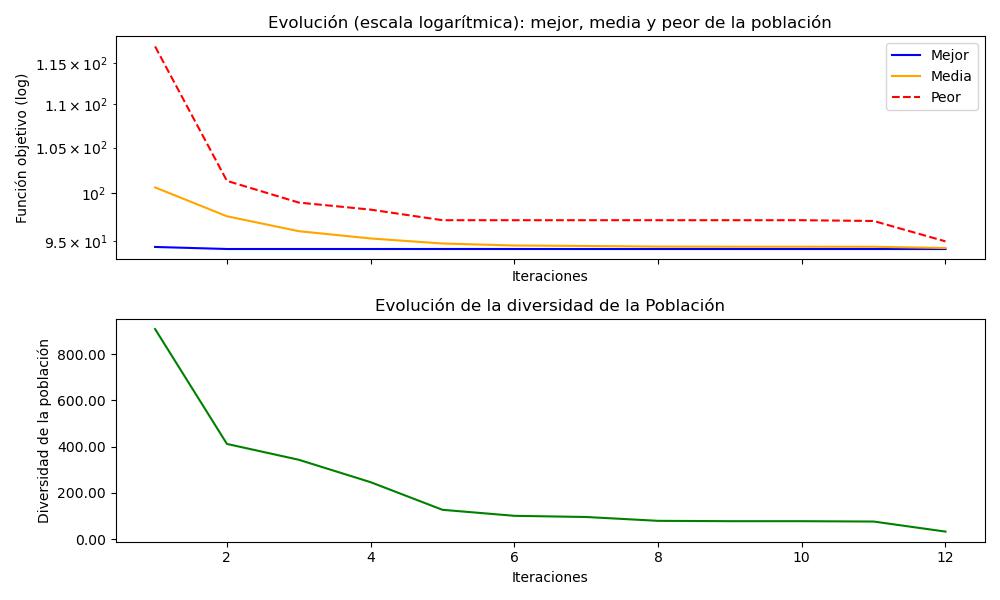 Evolución (escala logarítmica): mejor, media y peor de la población
Función objetivo (log)
1.15 × 10²
1.1 × 10²
1.05 × 10²
10²
9.5 × 10¹
Mejor
Media
Peor
Iteraciones
Evolución de la diversidad de la Población
Diversidad de la población
800.00
600.00
400.00
200.00
0.00
2 4 6 8 10 12
Iteraciones